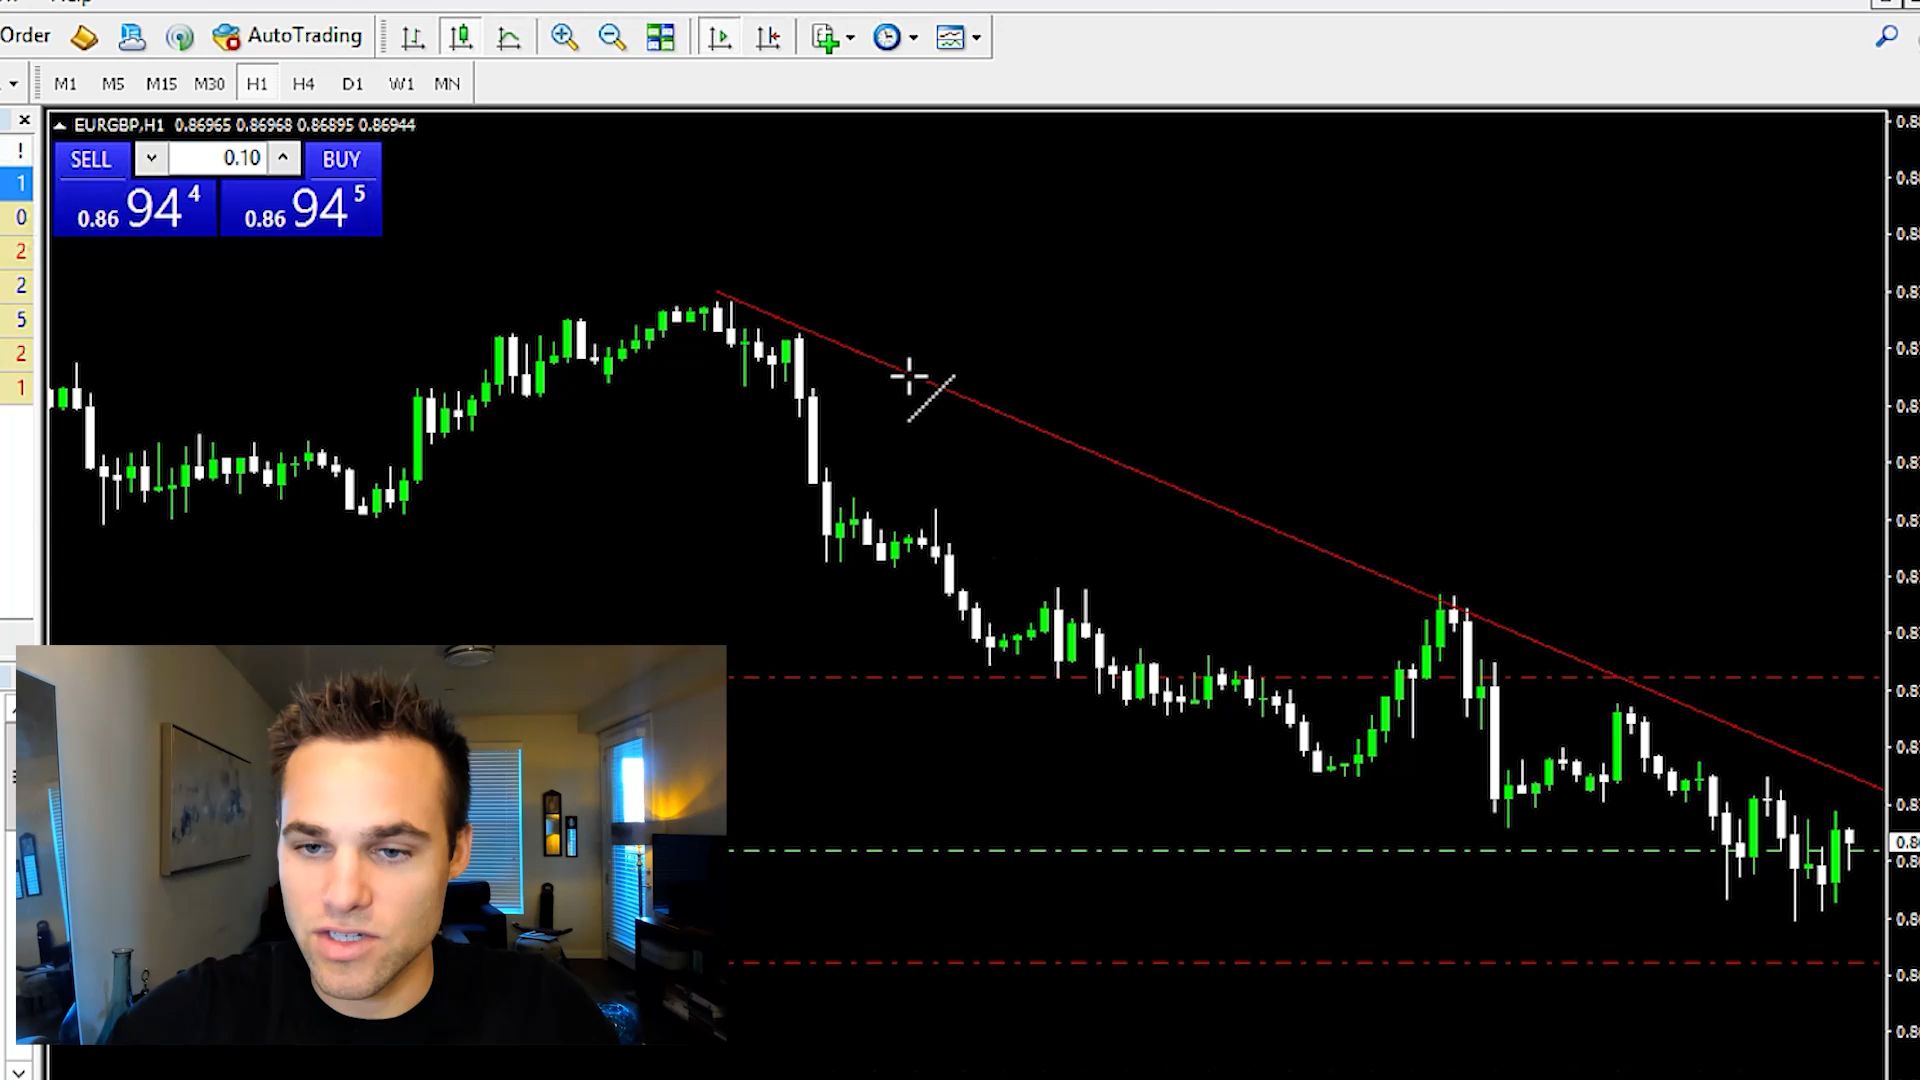 Order AutoTrading
M1 M5 M15 M30 H1 H4 D1 W1 MN
EURGBP,H1 0.86965 0.86968 0.86895 0.86944
SELL 0.10 BUY
0.86 94 4 0.86 94 5
!
1
0
2
2
5
2
1